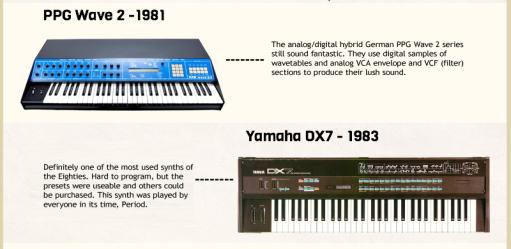 PPG Wave 2 -1981
The analog/digital hybrid German PPG Wave 2 series
still sound fantastic. They use digital samples of
wavetables and analog VCA envelope and VCF (filter)
sections to produce their lush sound.
Yamaha DX7 - 1983
Definitely one of the most used synths of
the Eighties. Hard to program, but the
presets were useable and others could
be purchased. This synth was played by
everyone in its time, Period.
YAMAHA DX7